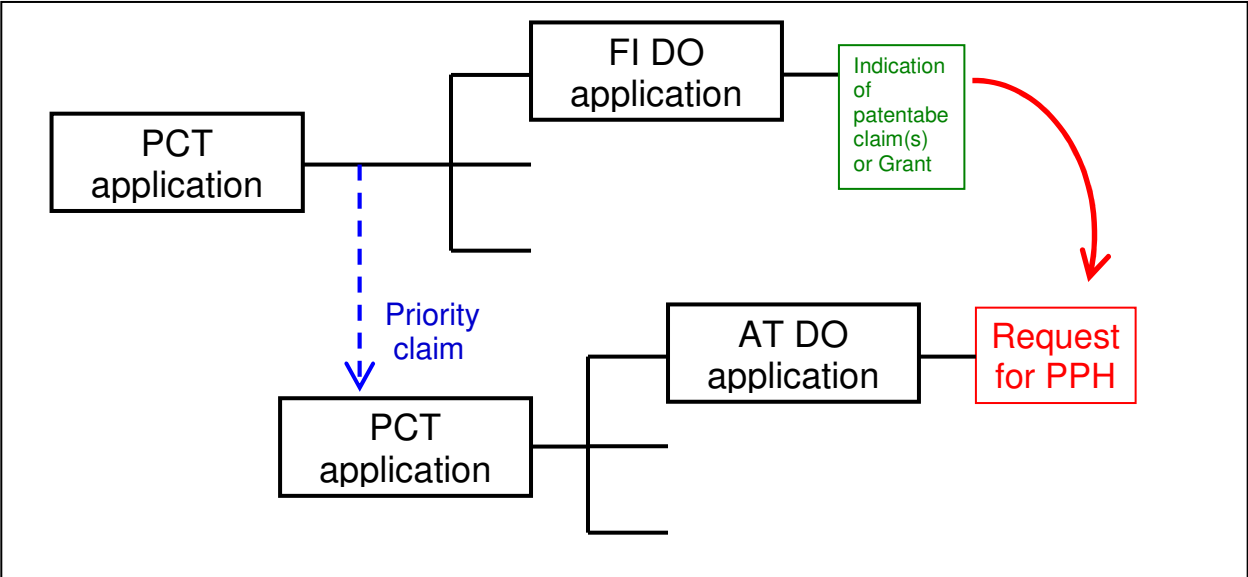 FI DO
application
Indication
of
patentabe
claim(s)
or Grant
PCT
application
Priority
claim
AT DO
application
Request
for PPH
PCT
application